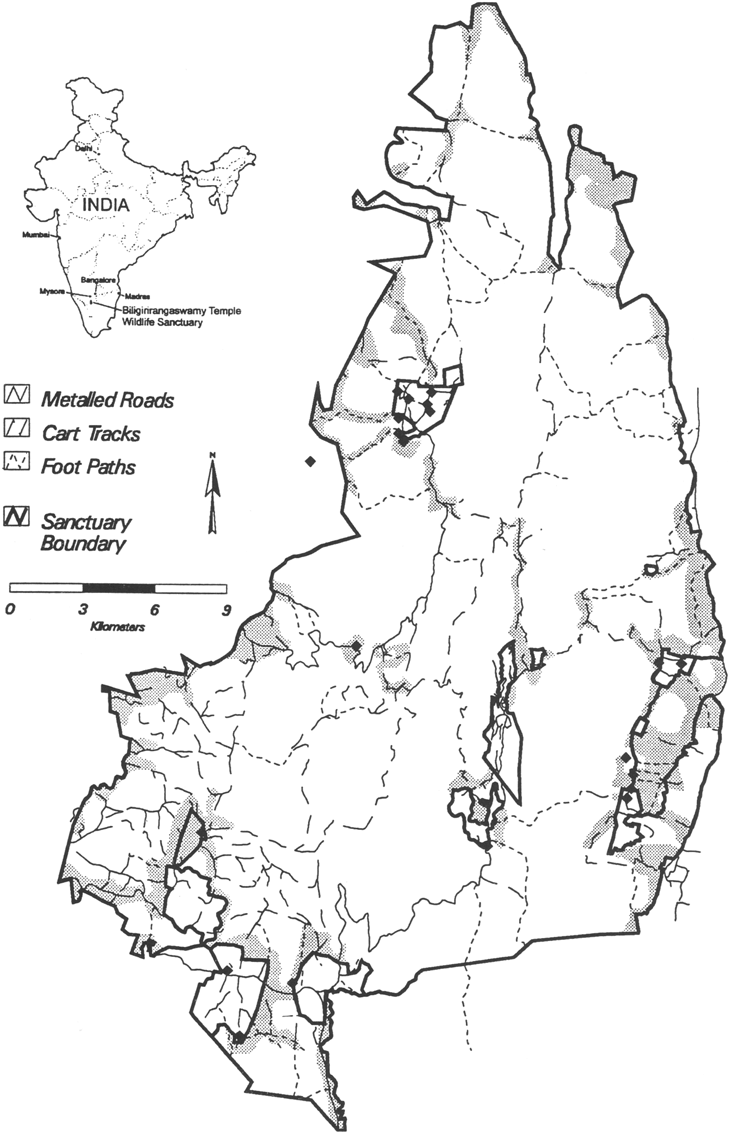 Delhi
INDIA
Mumbai
Bangalore
Mysore
Madras
Biligirirangaswamy Temple
Wildlife Sanctuary
Metalled Roads
Cart Tracks
Foot Paths
N
Sanctuary
Boundary
0 3 6 9
Kilometers